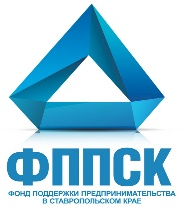 ФППСК
ФОНД ПОДДЕРЖКИ ПРЕДПРИНИМАТЕЛЬСТВА
В СТАВРОПОЛЬСКОМ КРАЕ